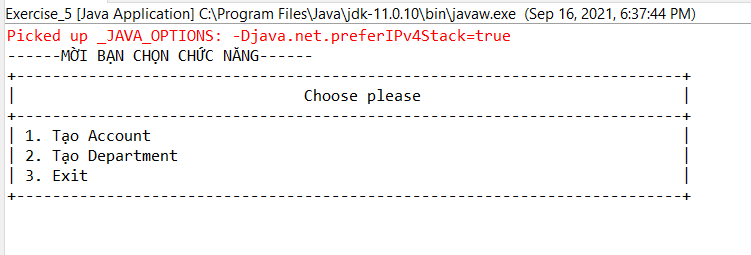 Exercise_5 [Java Application] C:\Program Files\Java\jdk-11.0.10\bin\javaw.exe (Sep 16, 2021, 6:37:44 PM)
Picked up _JAVA_OPTIONS: -Djava.net.preferIPv4Stack=true
------MỜI BẠN CHỌN CHỨC NĂNG------
+--------------------------------------------------------------------------+
|                                Choose please                             |
+--------------------------------------------------------------------------+
| 1. Tạo Account                                                           |
| 2. Tạo Department                                                        |
| 3. Exit                                                                  |
+--------------------------------------------------------------------------+